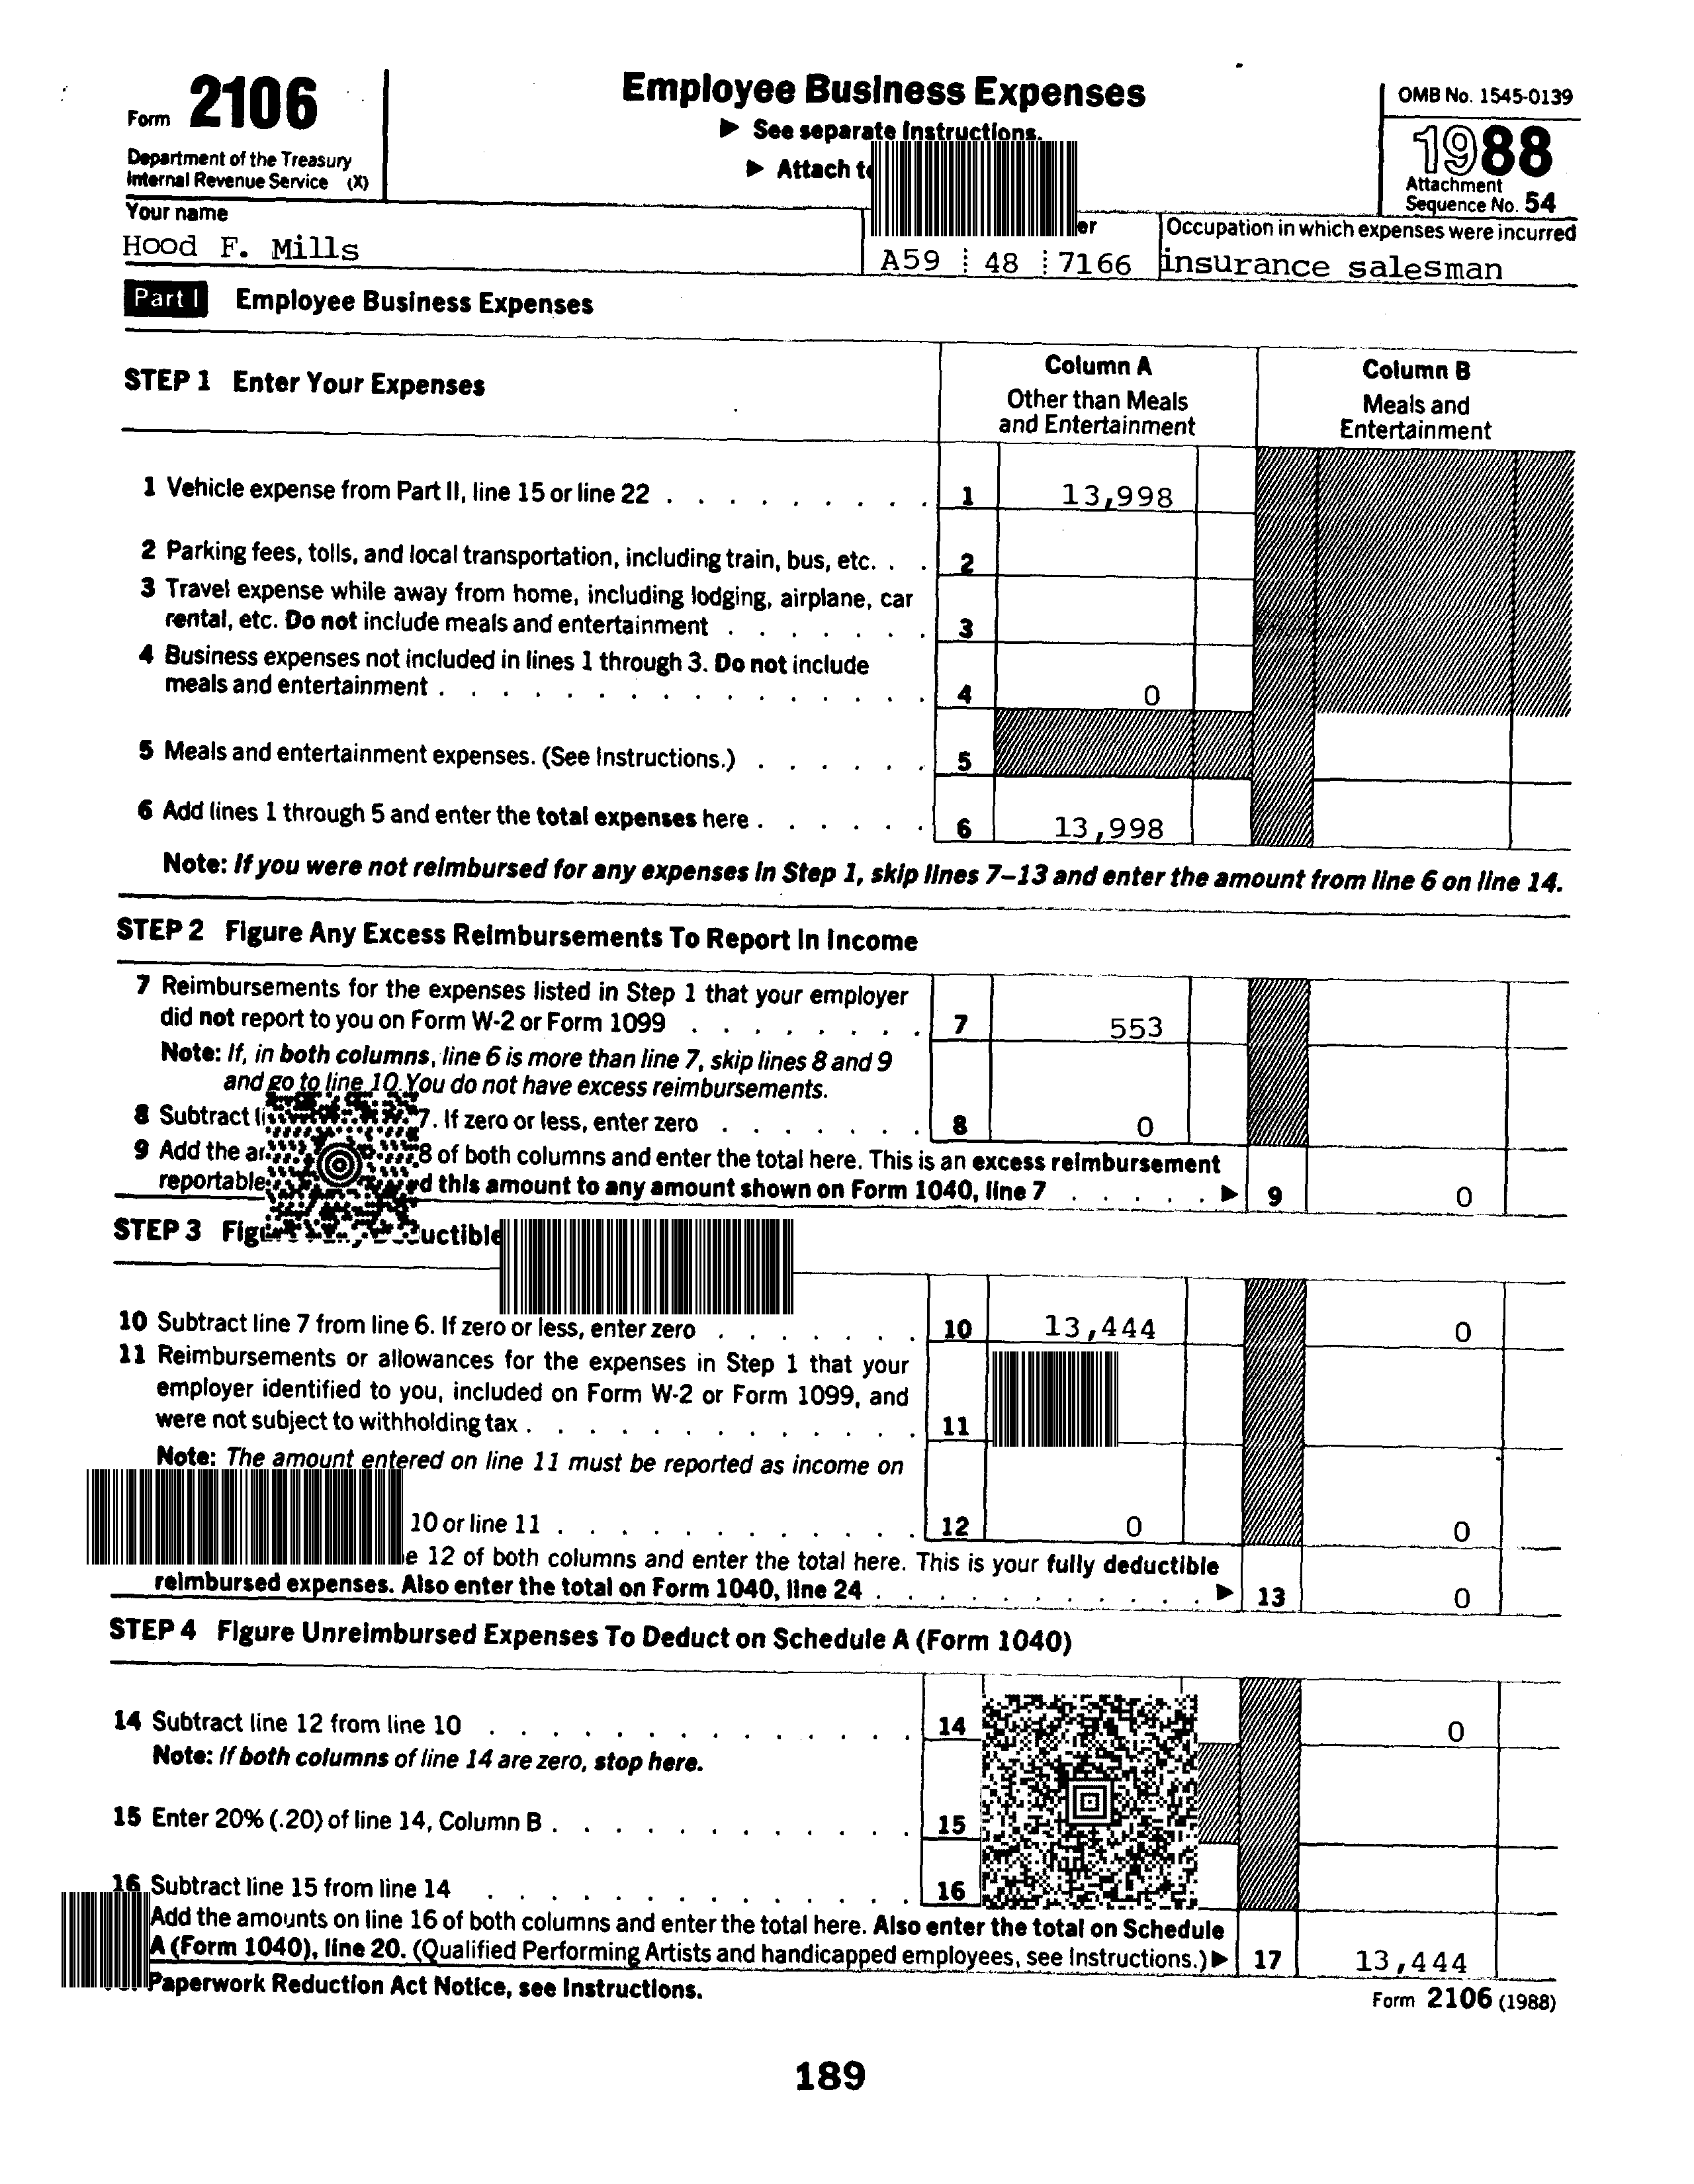 Form 2106
Department of the Treasury
Internal Revenue Service (X)
Employee Business Expenses
▶ See separate Instructions.
▶ Attach
OMB No. 1545-0139
1988
Attachment
Sequence No. 54
Your name
Hood F. Mills
A59 48 7166
Occupation in which expenses were incurred
insurance salesman
Part I Employee Business Expenses
STEP 1 Enter Your Expenses
Column A
Other than Meals
and Entertainment
Column B
Meals and
Entertainment
1 Vehicle expense from Part II, line 15 or line 22 . . . . . . . . . 1 13,998
2 Parking fees, tolls, and local transportation, including train, bus, etc. . . 2
3 Travel expense while away from home, including lodging, airplane, car
rental, etc. Do not include meals and entertainment . . . . . . . 3
4 Business expenses not included in lines 1 through 3. Do not include
meals and entertainment . . . . . . . . . . . . . . . . 4 0
5 Meals and entertainment expenses. (See Instructions.) . . . . . . 5
6 Add lines 1 through 5 and enter the total expenses here . . . . . . 6 13,998
Note: If you were not reimbursed for any expenses in Step 1, skip lines 7–13 and enter the amount from line 6 on line 14.
STEP 2 Figure Any Excess Reimbursements To Report In Income
7 Reimbursements for the expenses listed in Step 1 that your employer
did not report to you on Form W-2 or Form 1099 . . . . . . . . 7 553
Note: If, in both columns, line 6 is more than line 7, skip lines 8 and 9
and go to line 10. You do not have excess reimbursements.
8 Subtract 7. If zero or less, enter zero . . . . . . . 8 0
9 Add the 8 of both columns and enter the total here. This is an excess reimbursement
reportable this amount to any amount shown on Form 1040, line 7 . . . . . ▶ 9 0
STEP 3
10 Subtract line 7 from line 6. If zero or less, enter zero . . . . . . . 10 13,444 0
11 Reimbursements or allowances for the expenses in Step 1 that your
employer identified to you, included on Form W-2 or Form 1099, and
were not subject to withholding tax . . . . . . . . . . . . . 11
Note: The amount entered on line 11 must be reported as income on
10 or line 11 . . . . . . . . . . . . 12 0 0
12 of both columns and enter the total here. This is your fully deductible
reimbursed expenses. Also enter the total on Form 1040, line 24 . . . . . . . . . . . ▶ 13 0
STEP 4 Figure Unreimbursed Expenses To Deduct on Schedule A (Form 1040)
14 Subtract line 12 from line 10 . . . . . . . . . . . . . . 14 0
Note: If both columns of line 14 are zero, stop here.
15 Enter 20% (.20) of line 14, Column B . . . . . . . . . . . . 15
16 Subtract line 15 from line 14 . . . . . . . . . . . . . . 16
Add the amounts on line 16 of both columns and enter the total here. Also enter the total on Schedule
A (Form 1040), line 20. (Qualified Performing Artists and handicapped employees, see Instructions.) ▶ 17 13,444
Paperwork Reduction Act Notice, see Instructions.
Form 2106 (1988)
189